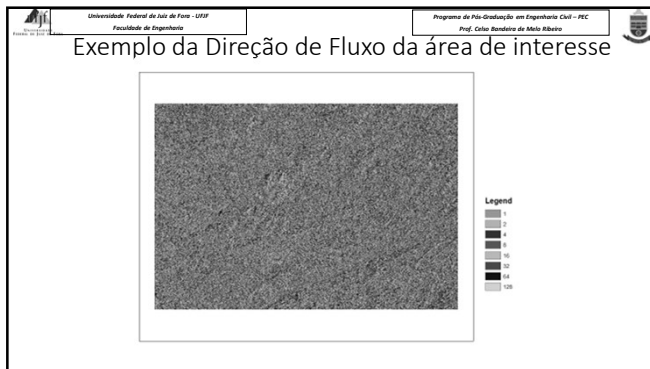 Universidade Federal de Juiz de Fora - UFJF
Faculdade de Engenharia
Programa de Pós-Graduação em Engenharia Civil – PEC
Prof. Celso Bandeira de Melo Ribeiro
Exemplo da Direção de Fluxo da área de interesse
Legend
1
2
4
8
16
32
64
128